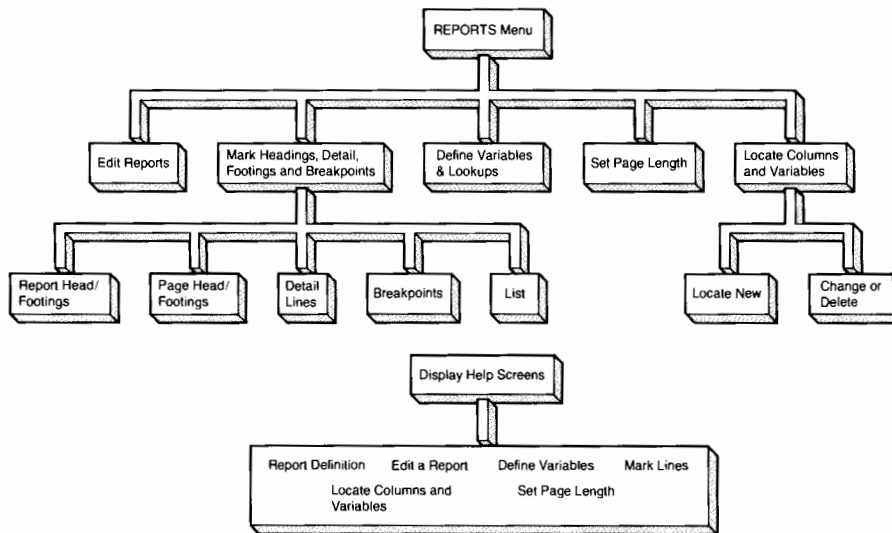 REPORTS Menu
Edit Reports
Mark Headings, Detail,
Footings and Breakpoints
Define Variables
& Lookups
Set Page Length
Locate Columns
and Variables
Report Head/
Footings
Page Head/
Footings
Detail
Lines
Breakpoints
List
Locate New
Change or
Delete
Display Help Screens
Report Definition Edit a Report Define Variables Mark Lines
Locate Columns and
Variables
Set Page Length